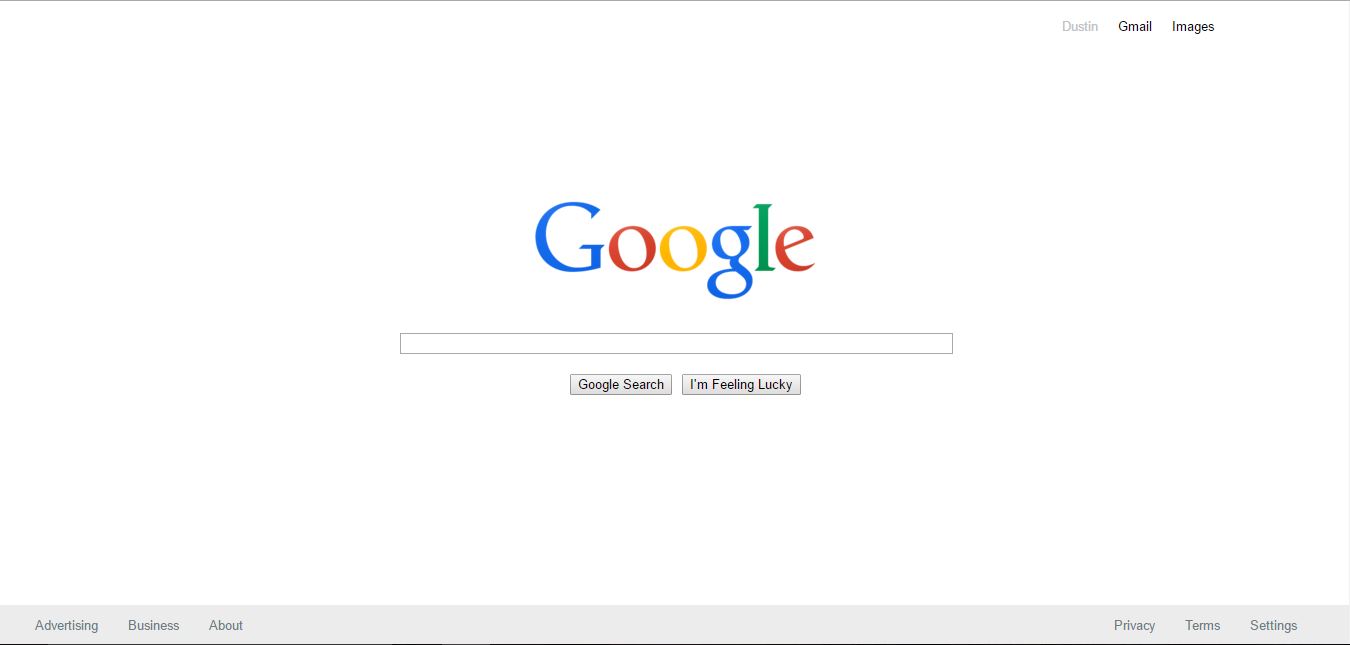 Dustin Gmail Images
Google
Google Search I'm Feeling Lucky
Advertising Business About Privacy Terms Settings